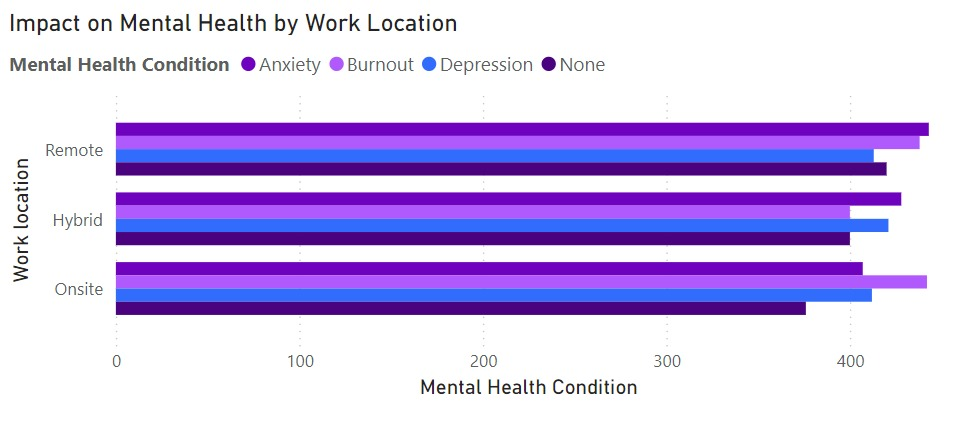 Impact on Mental Health by Work Location
Mental Health Condition Anxiety Burnout Depression None
Work location
Remote
Hybrid
Onsite
0 100 200 300 400
Mental Health Condition